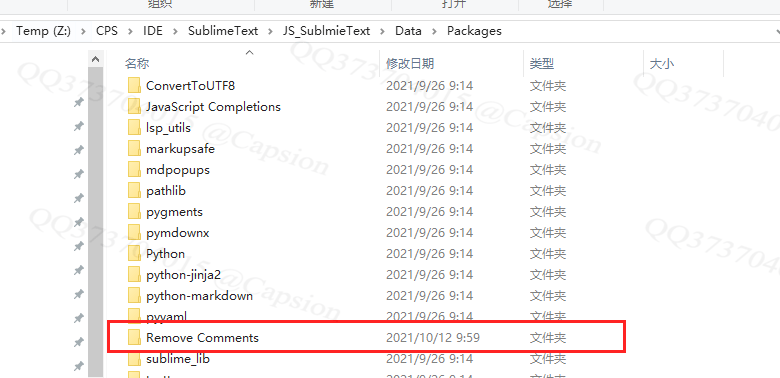 组织 新建 打开 选择
Temp (Z:) > CPS > IDE > SublimeText > JS_SublmieText > Data > Packages
名称 修改日期 类型 大小
ConvertToUTF8 2021/9/26 9:14 文件夹
JavaScript Completions 2021/9/26 9:14 文件夹
lsp_utils 2021/9/26 9:14 文件夹
markupsafe 2021/9/26 9:14 文件夹
mdpopups 2021/9/26 9:14 文件夹
pathlib 2021/9/26 9:14 文件夹
pygments 2021/9/26 9:14 文件夹
pymdownx 2021/9/26 9:14 文件夹
Python 2021/9/26 9:14 文件夹
python-jinja2 2021/9/26 9:14 文件夹
python-markdown 2021/9/26 9:14 文件夹
pyyaml 2021/9/26 9:14 文件夹
Remove Comments 2021/10/12 9:59 文件夹
sublime_lib 2021/9/26 9:14 文件夹
@Capsion
@Capsion